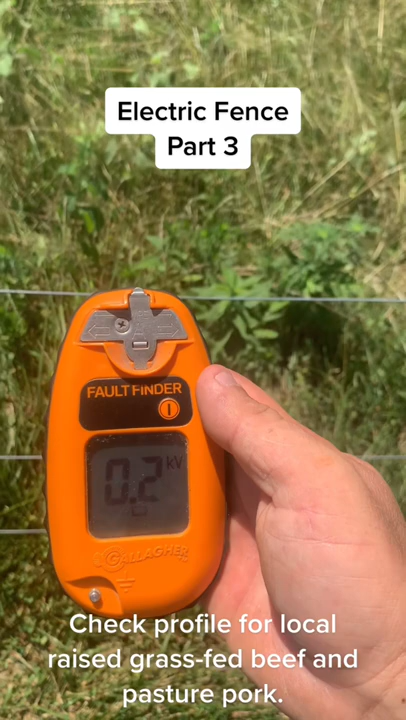 Electric Fence
Part 3
FAULT FINDER
0.2 kV
GALLAGHER
Check profile for local
raised grass-fed beef and
pasture pork.